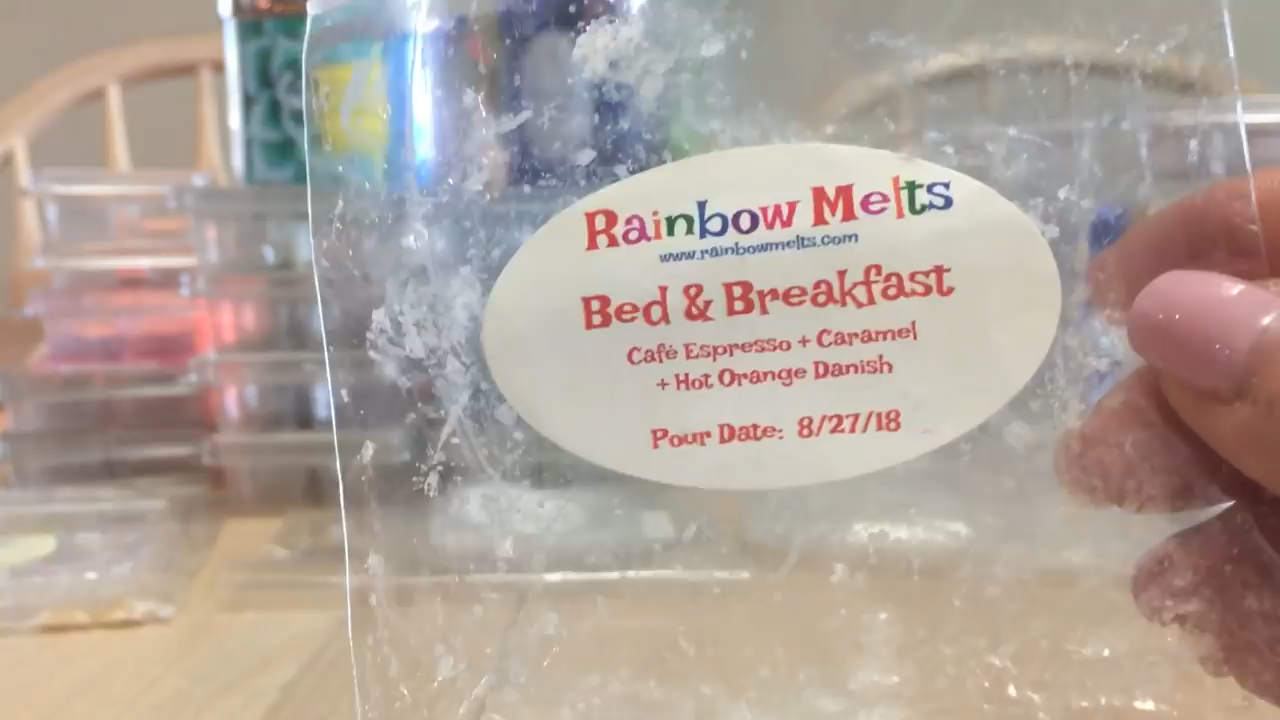 Rainbow Melts
www.rainbowmelts.com
Bed & Breakfast
Café Espresso + Caramel
+ Hot Orange Danish
Pour Date: 8/27/18